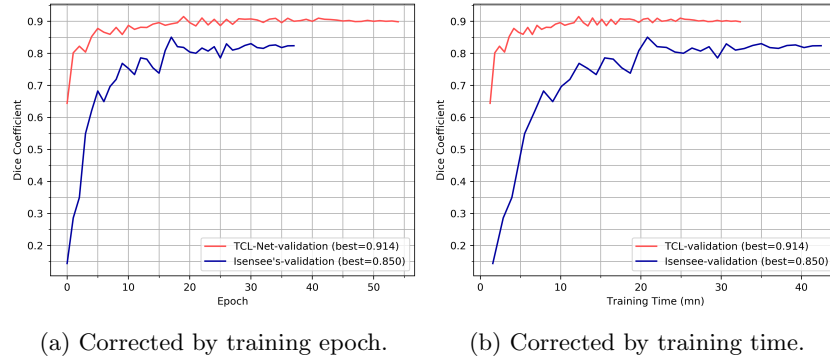 0.9
0.8
0.7
0.6
0.5
0.4
0.3
0.2
Dice Coefficient
0 10 20 30 40 50
Epoch
TCL-Net-validation (best=0.914)
Isensee's-validation (best=0.850)
(a) Corrected by training epoch.
0.9
0.8
0.7
0.6
0.5
0.4
0.3
0.2
Dice Coefficient
0 10 20 30 40
Training Time (mn)
TCL-validation (best=0.914)
Isensee-validation (best=0.850)
(b) Corrected by training time.